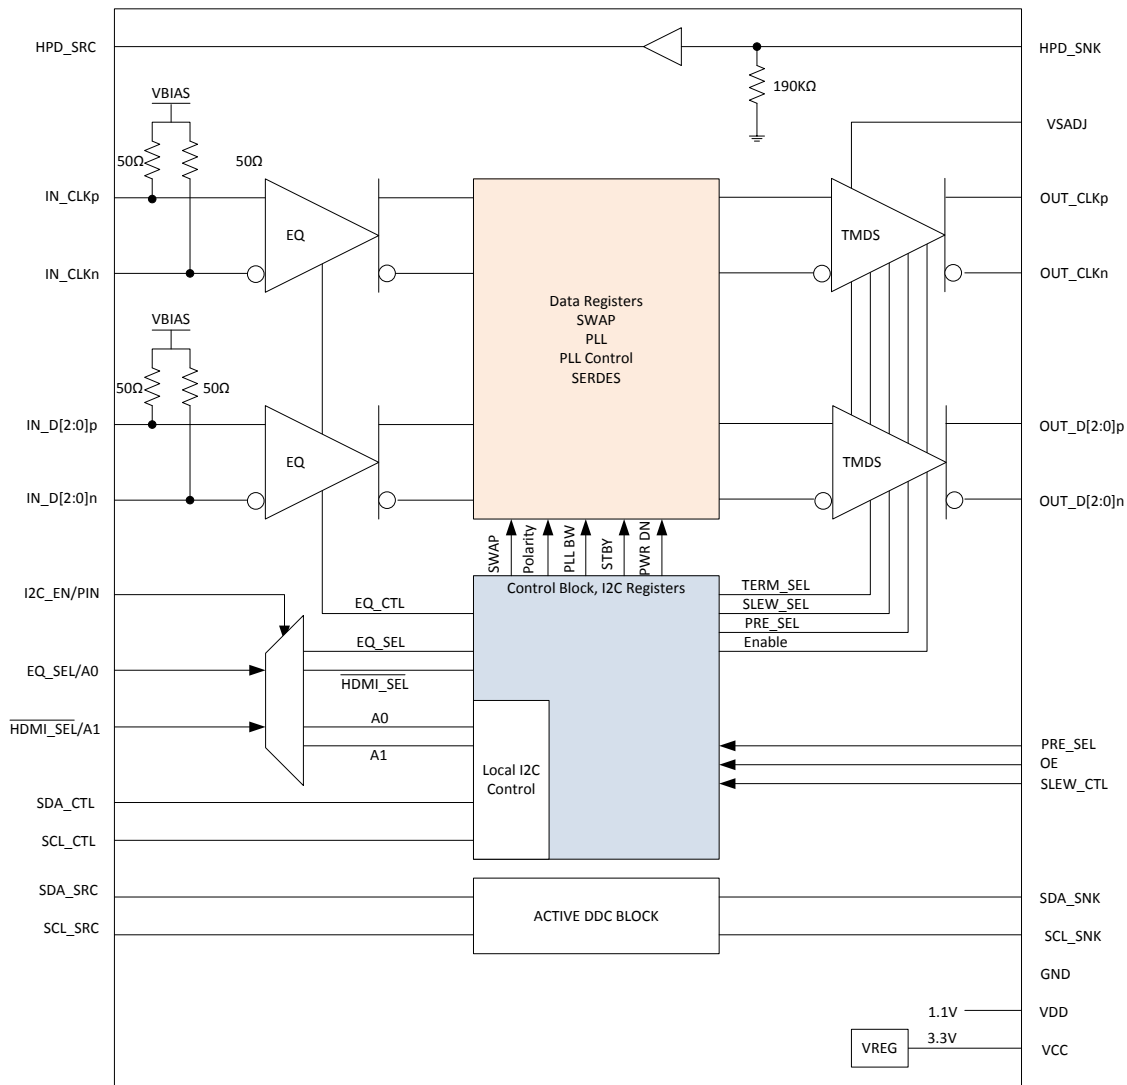 HPD_SRC
HPD_SNK
190KΩ
VBIAS
VSADJ
50Ω
50Ω
IN_CLKp
OUT_CLKp
EQ
TMDS
IN_CLKn
OUT_CLKn
Data Registers
SWAP
PLL
PLL Control
SERDES
VBIAS
50Ω
50Ω
IN_D[2:0]p
OUT_D[2:0]p
EQ
TMDS
IN_D[2:0]n
OUT_D[2:0]n
SWAP
Polarity
PLL BW
STBY
PWR DN
I2C_EN/PIN
Control Block, I2C Registers
TERM_SEL
EQ_CTL
SLEW_SEL
PRE_SEL
EQ_SEL
Enable
EQ_SEL/A0
HDMI_SEL
A0
HDMI_SEL/A1
A1
PRE_SEL
OE
SLEW_CTL
Local I2C
Control
SDA_CTL
SCL_CTL
SDA_SRC
SDA_SNK
ACTIVE DDC BLOCK
SCL_SRC
SCL_SNK
GND
1.1V
VDD
VREG
3.3V
VCC